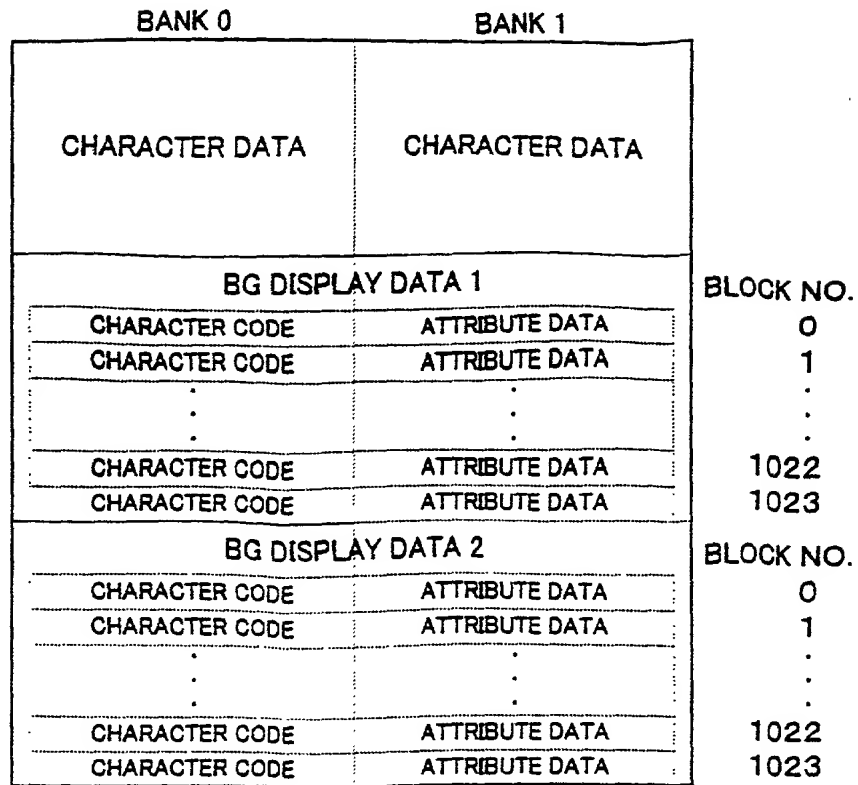 BANK 0 BANK 1
CHARACTER DATA CHARACTER DATA
BG DISPLAY DATA 1 BLOCK NO.
CHARACTER CODE ATTRIBUTE DATA 0
CHARACTER CODE ATTRIBUTE DATA 1
CHARACTER CODE ATTRIBUTE DATA 1022
CHARACTER CODE ATTRIBUTE DATA 1023
BG DISPLAY DATA 2 BLOCK NO.
CHARACTER CODE ATTRIBUTE DATA 0
CHARACTER CODE ATTRIBUTE DATA 1
CHARACTER CODE ATTRIBUTE DATA 1022
CHARACTER CODE ATTRIBUTE DATA 1023